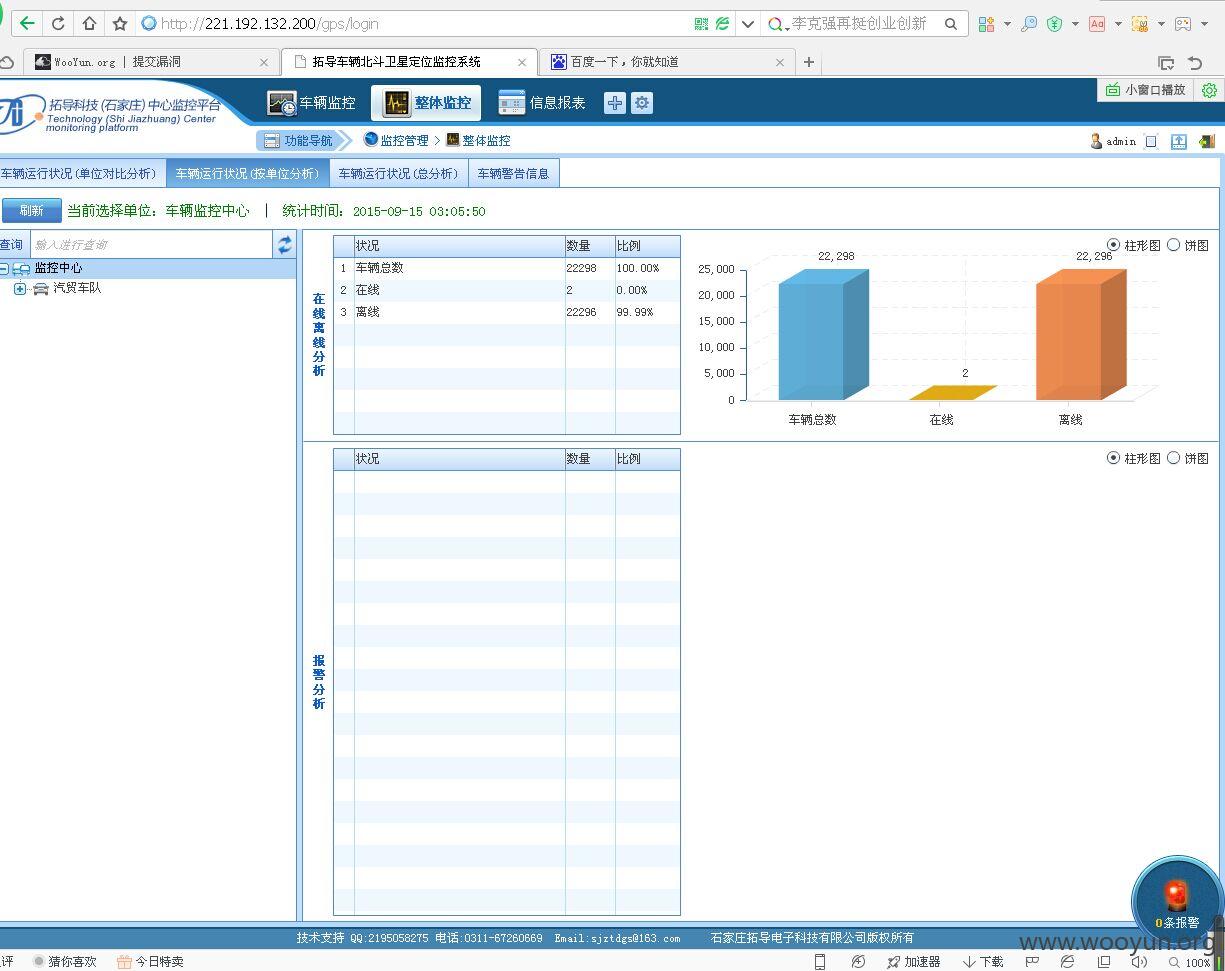 http://221.192.132.200/gps/login
李克强再挺创业创新
WooYun.org | 提交漏洞
拓导车辆北斗卫星定位监控系统
百度一下，你就知道
拓导科技(石家庄)中心监控平台
Technology (Shi Jiazhuang) Center
monitoring platform
车辆监控
整体监控
信息报表
小窗口播放
功能导航
监控管理 > 整体监控
admin
车辆运行状况(单位对比分析)
车辆运行状况(按单位分析)
车辆运行状况(总分析)
车辆警告信息
刷新
当前选择单位: 车辆监控中心 | 统计时间: 2015-09-15 03:05:50
查询
输入进行查询
监控中心
汽贸车队
在线离线分析
状况 数量 比例
1 车辆总数 22298 100.00%
2 在线 2 0.00%
3 离线 22296 99.99%
柱形图 饼图
22,298
22,296
2
25,000
20,000
15,000
10,000
5,000
0
车辆总数
在线
离线
报警分析
状况 数量 比例
柱形图 饼图
0条报警
技术支持 QQ:2195058275 电话:0311-67260669 Email:sjztdgs@163.com 石家庄拓导电子科技有限公司版权所有
www.wooyun.org
评
猜你喜欢
今日特卖
加速器
下载
100%